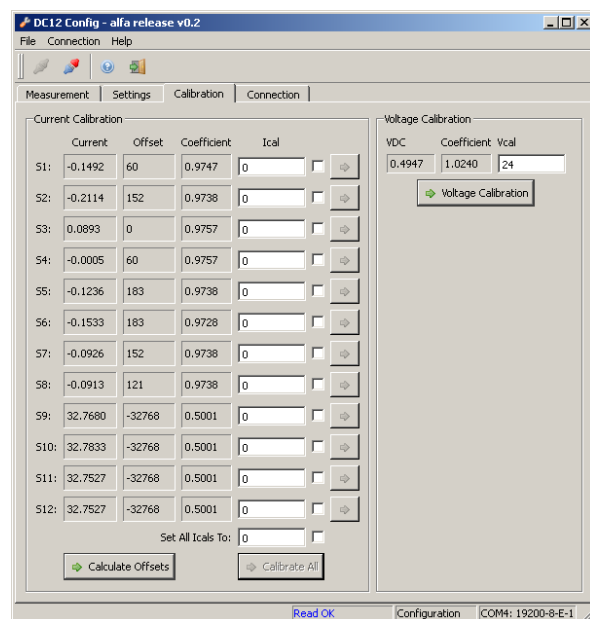 DC12 Config - alfa release v0.2
File Connection Help
Measurement Settings Calibration Connection
Current Calibration
Current Offset Coefficient Ical
S1: -0.1492 60 0.9747 0
S2: -0.2114 152 0.9738 0
S3: 0.0893 0 0.9757 0
S4: -0.0005 60 0.9757 0
S5: -0.1236 183 0.9738 0
S6: -0.1533 183 0.9728 0
S7: -0.0926 152 0.9738 0
S8: -0.0913 121 0.9738 0
S9: 32.7680 -32768 0.5001 0
S10: 32.7833 -32768 0.5001 0
S11: 32.7527 -32768 0.5001 0
S12: 32.7527 -32768 0.5001 0
Set All Icals To: 0
Calculate Offsets Calibrate All
Voltage Calibration
VDC Coefficient Vcal
0.4947 1.0240 24
Voltage Calibration
Read OK Configuration COM4: 19200-8-E-1